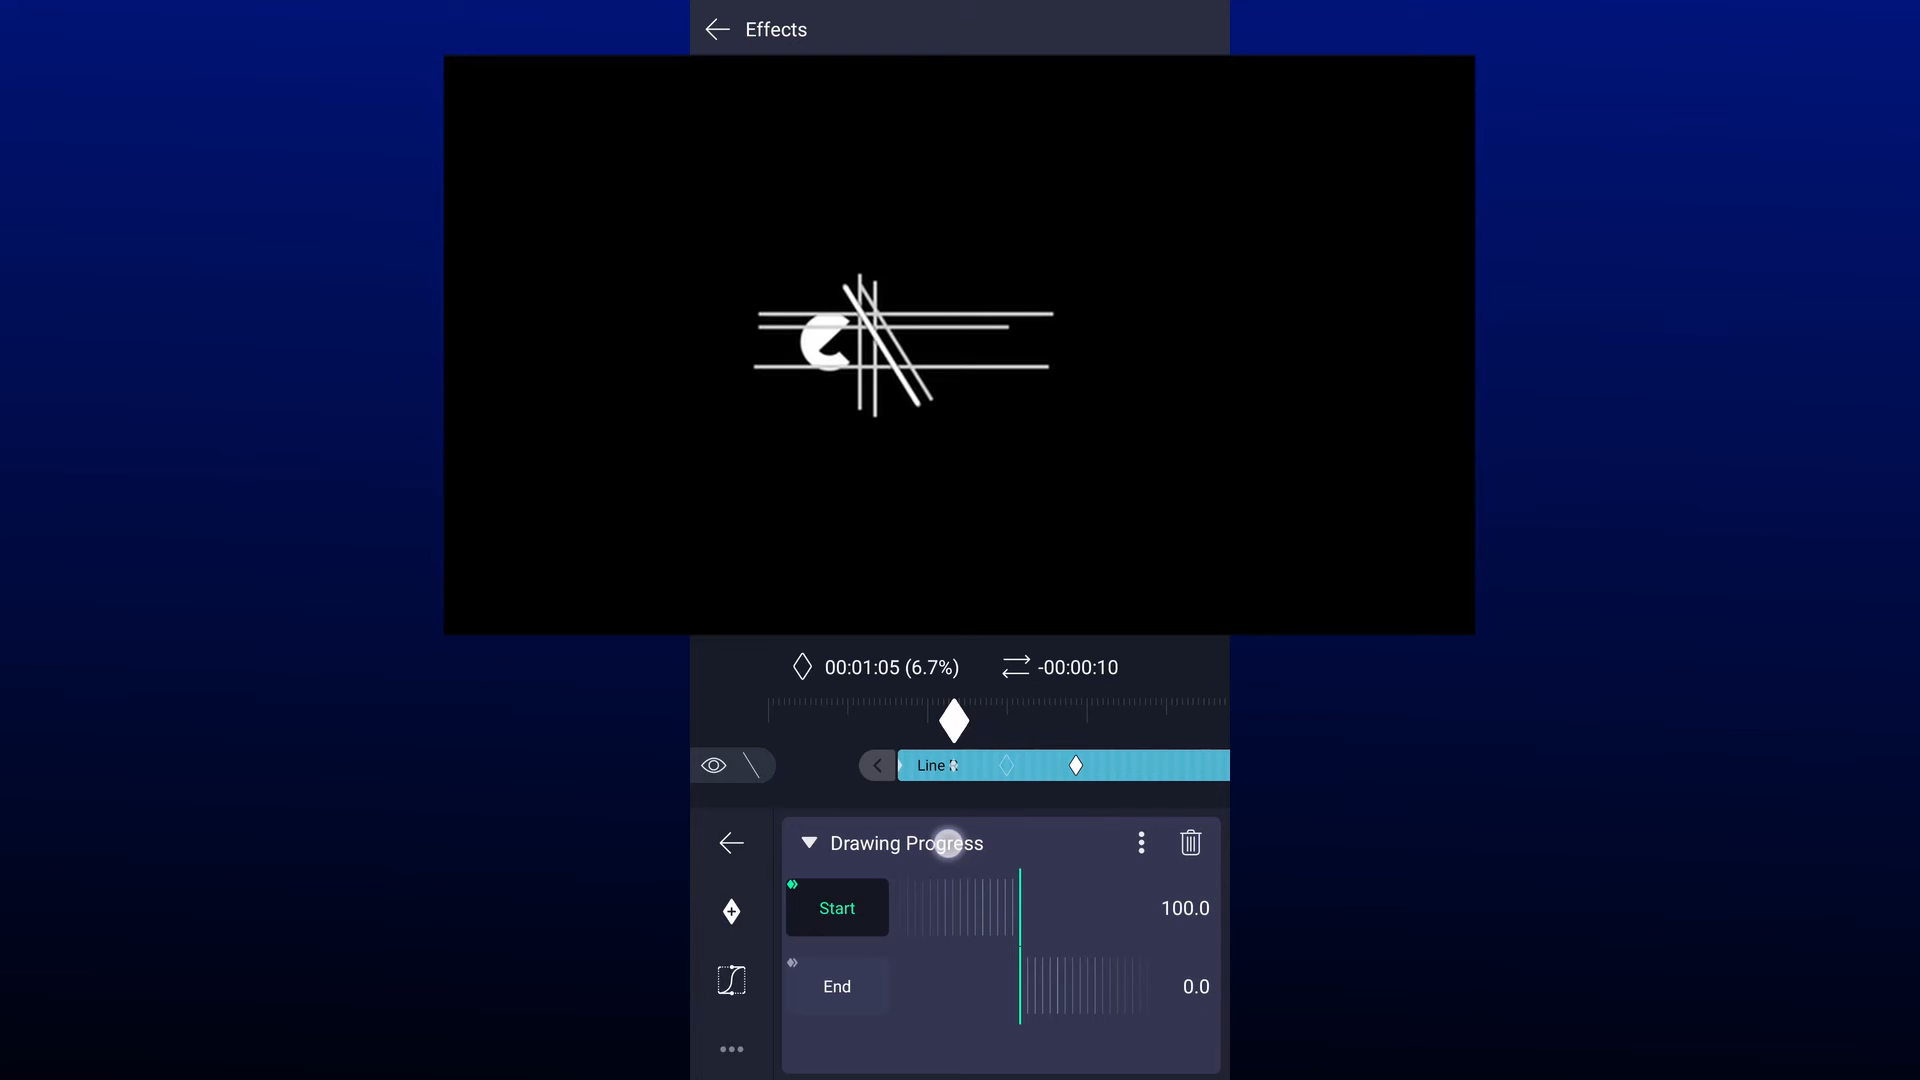 Effects
00:01:05 (6.7%) -00:00:10
Line
Drawing Progress
Start 100.0
End 0.0